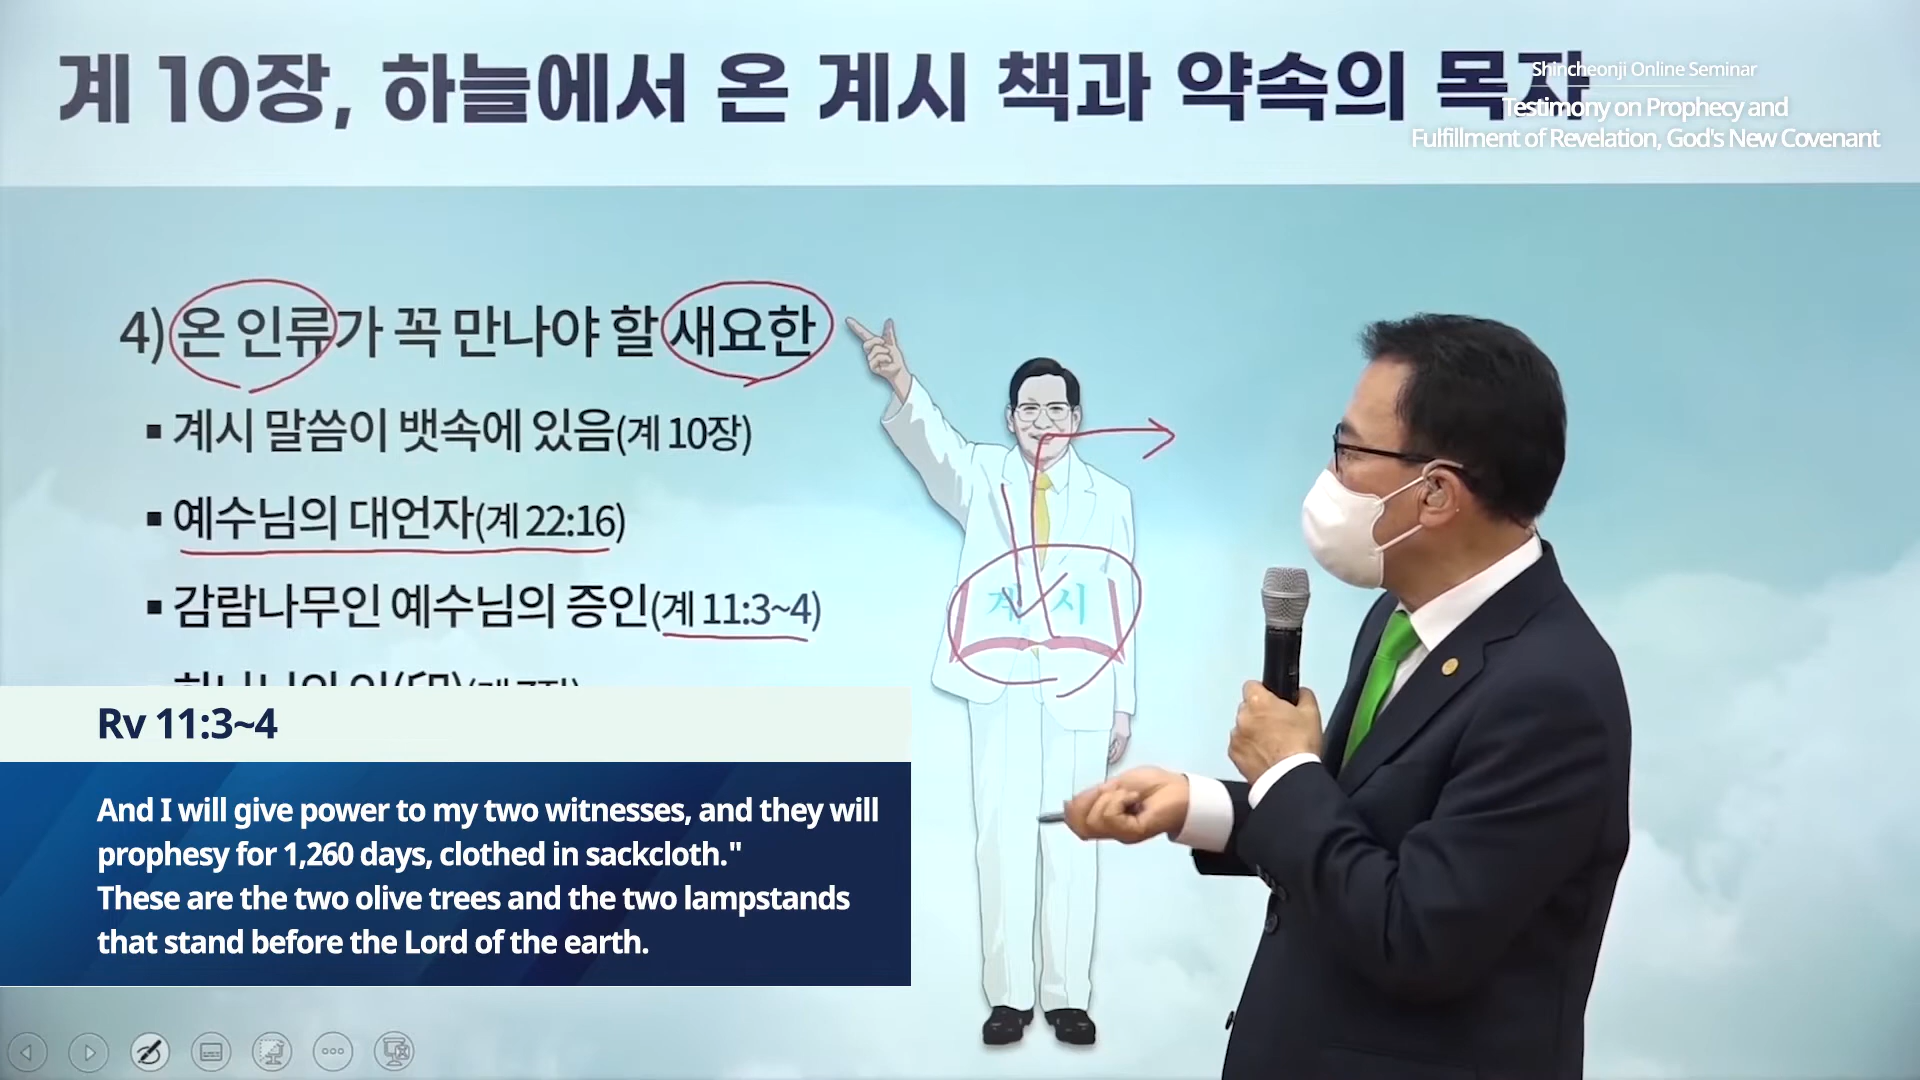 계 10장, 하늘에서 온 계시 책과 약속의 목자
Shincheonji Online Seminar
Testimony on Prophecy and
Fulfillment of Revelation, God's New Covenant
4) 온 인류가 꼭 만나야 할 새요한
▪ 계시 말씀이 뱃속에 있음(계 10장)
▪ 예수님의 대언자(계 22:16)
▪ 감람나무인 예수님의 증인(계 11:3~4)
계 시
Rv 11:3~4
And I will give power to my two witnesses, and they will
prophesy for 1,260 days, clothed in sackcloth."
These are the two olive trees and the two lampstands
that stand before the Lord of the earth.